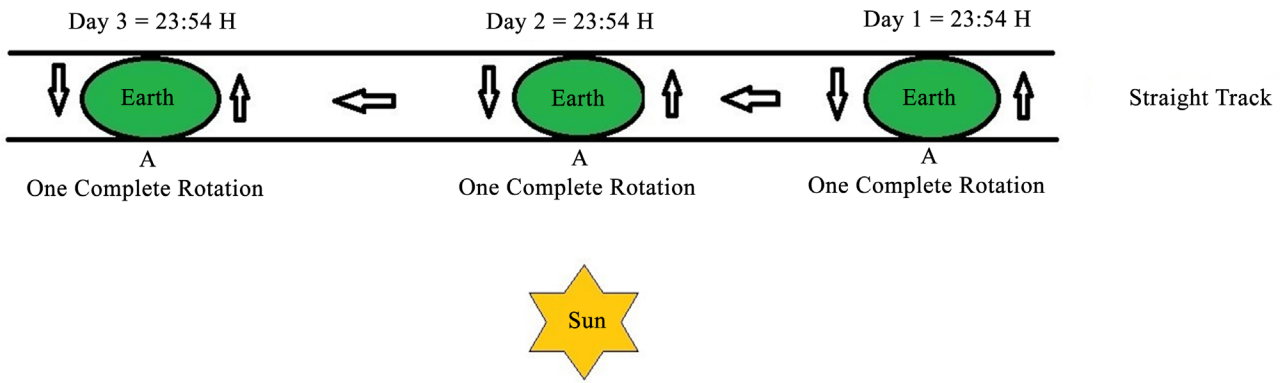 Day 3 = 23:54 H
Day 2 = 23:54 H
Day 1 = 23:54 H
Earth
Earth
Earth
Straight Track
A
A
A
One Complete Rotation
One Complete Rotation
One Complete Rotation
Sun